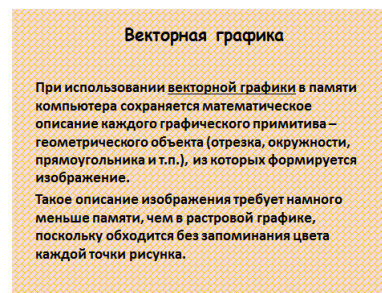 Векторная графика
При использовании векторной графики в памяти
компьютера сохраняется математическое
описание каждого графического примитива –
геометрического объекта (отрезка, окружности,
прямоугольника и т.п.), из которых формируется
изображение.
Такое описание изображения требует намного
меньше памяти, чем в растровой графике,
поскольку обходится без запоминания цвета
каждой точки рисунка.